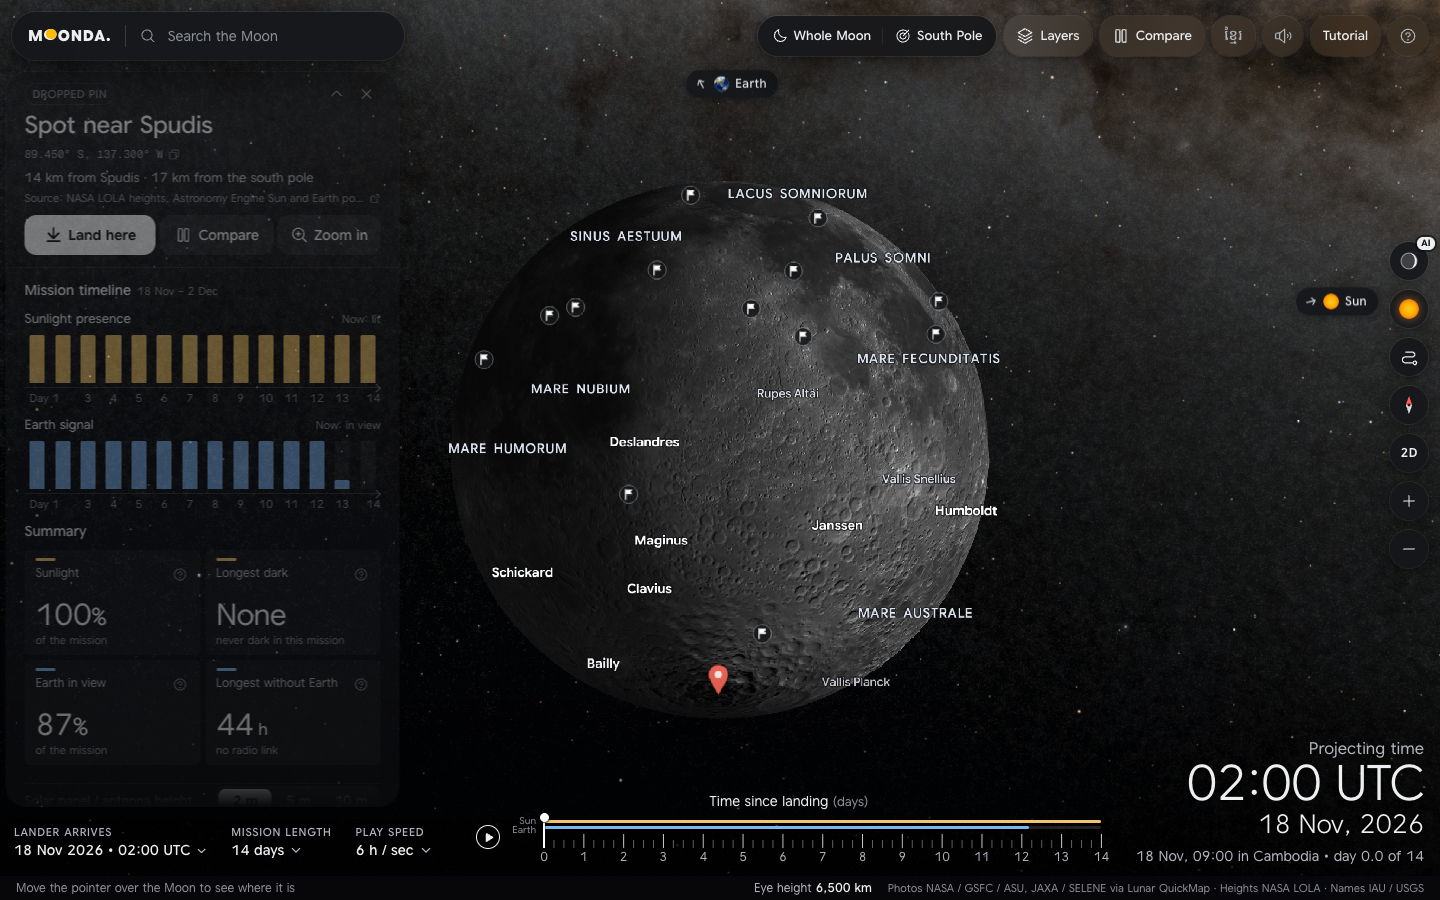 MOONDA.
Search the Moon
Whole Moon
South Pole
Layers
Compare
ខ្មែរ
Tutorial
Earth
DROPPED PIN
Spot near Spudis
89.450° S, 137.300° W
14 km from Spudis · 17 km from the south pole
Source: NASA LOLA heights, Astronomy Engine Sun and Earth po...
Land here
Compare
Zoom in
Mission timeline 18 Nov – 2 Dec
Sunlight presence
Now: lit
Day 1 3 4 5 6 7 8 9 10 11 12 13 14
Earth signal
Now: in view
Day 1 3 4 5 6 7 8 9 10 11 12 13 14
Summary
Sunlight
100%
of the mission
Longest dark
None
never dark in this mission
Earth in view
87%
of the mission
Longest without Earth
44 h
no radio link
Solar panel / antenna height 2 m 5 m 10 m
LACUS SOMNIORUM
SINUS AESTUUM
PALUS SOMNI
MARE FECUNDITATIS
MARE NUBIUM
Rupes Altai
MARE HUMORUM
Deslandres
Vallis Snellius
Humboldt
Janssen
Maginus
Schickard
Clavius
MARE AUSTRALE
Bailly
Vallis Planck
AI
Sun
2D
Projecting time
02:00 UTC
18 Nov, 2026
18 Nov, 09:00 in Cambodia • day 0.0 of 14
LANDER ARRIVES
18 Nov 2026 • 02:00 UTC
MISSION LENGTH
14 days
PLAY SPEED
6 h / sec
Time since landing (days)
Sun
Earth
0 1 2 3 4 5 6 7 8 9 10 11 12 13 14
Move the pointer over the Moon to see where it is
Eye height 6,500 km
Photos NASA / GSFC / ASU, JAXA / SELENE via Lunar QuickMap · Heights NASA LOLA · Names IAU / USGS